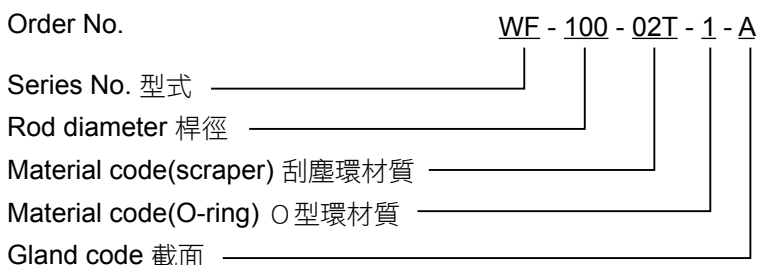 Order No. WF - 100 - 02T - 1 - A
Series No. 型式
Rod diameter 桿徑
Material code(scraper) 刮塵環材質
Material code(O-ring) Ｏ型環材質
Gland code 截面